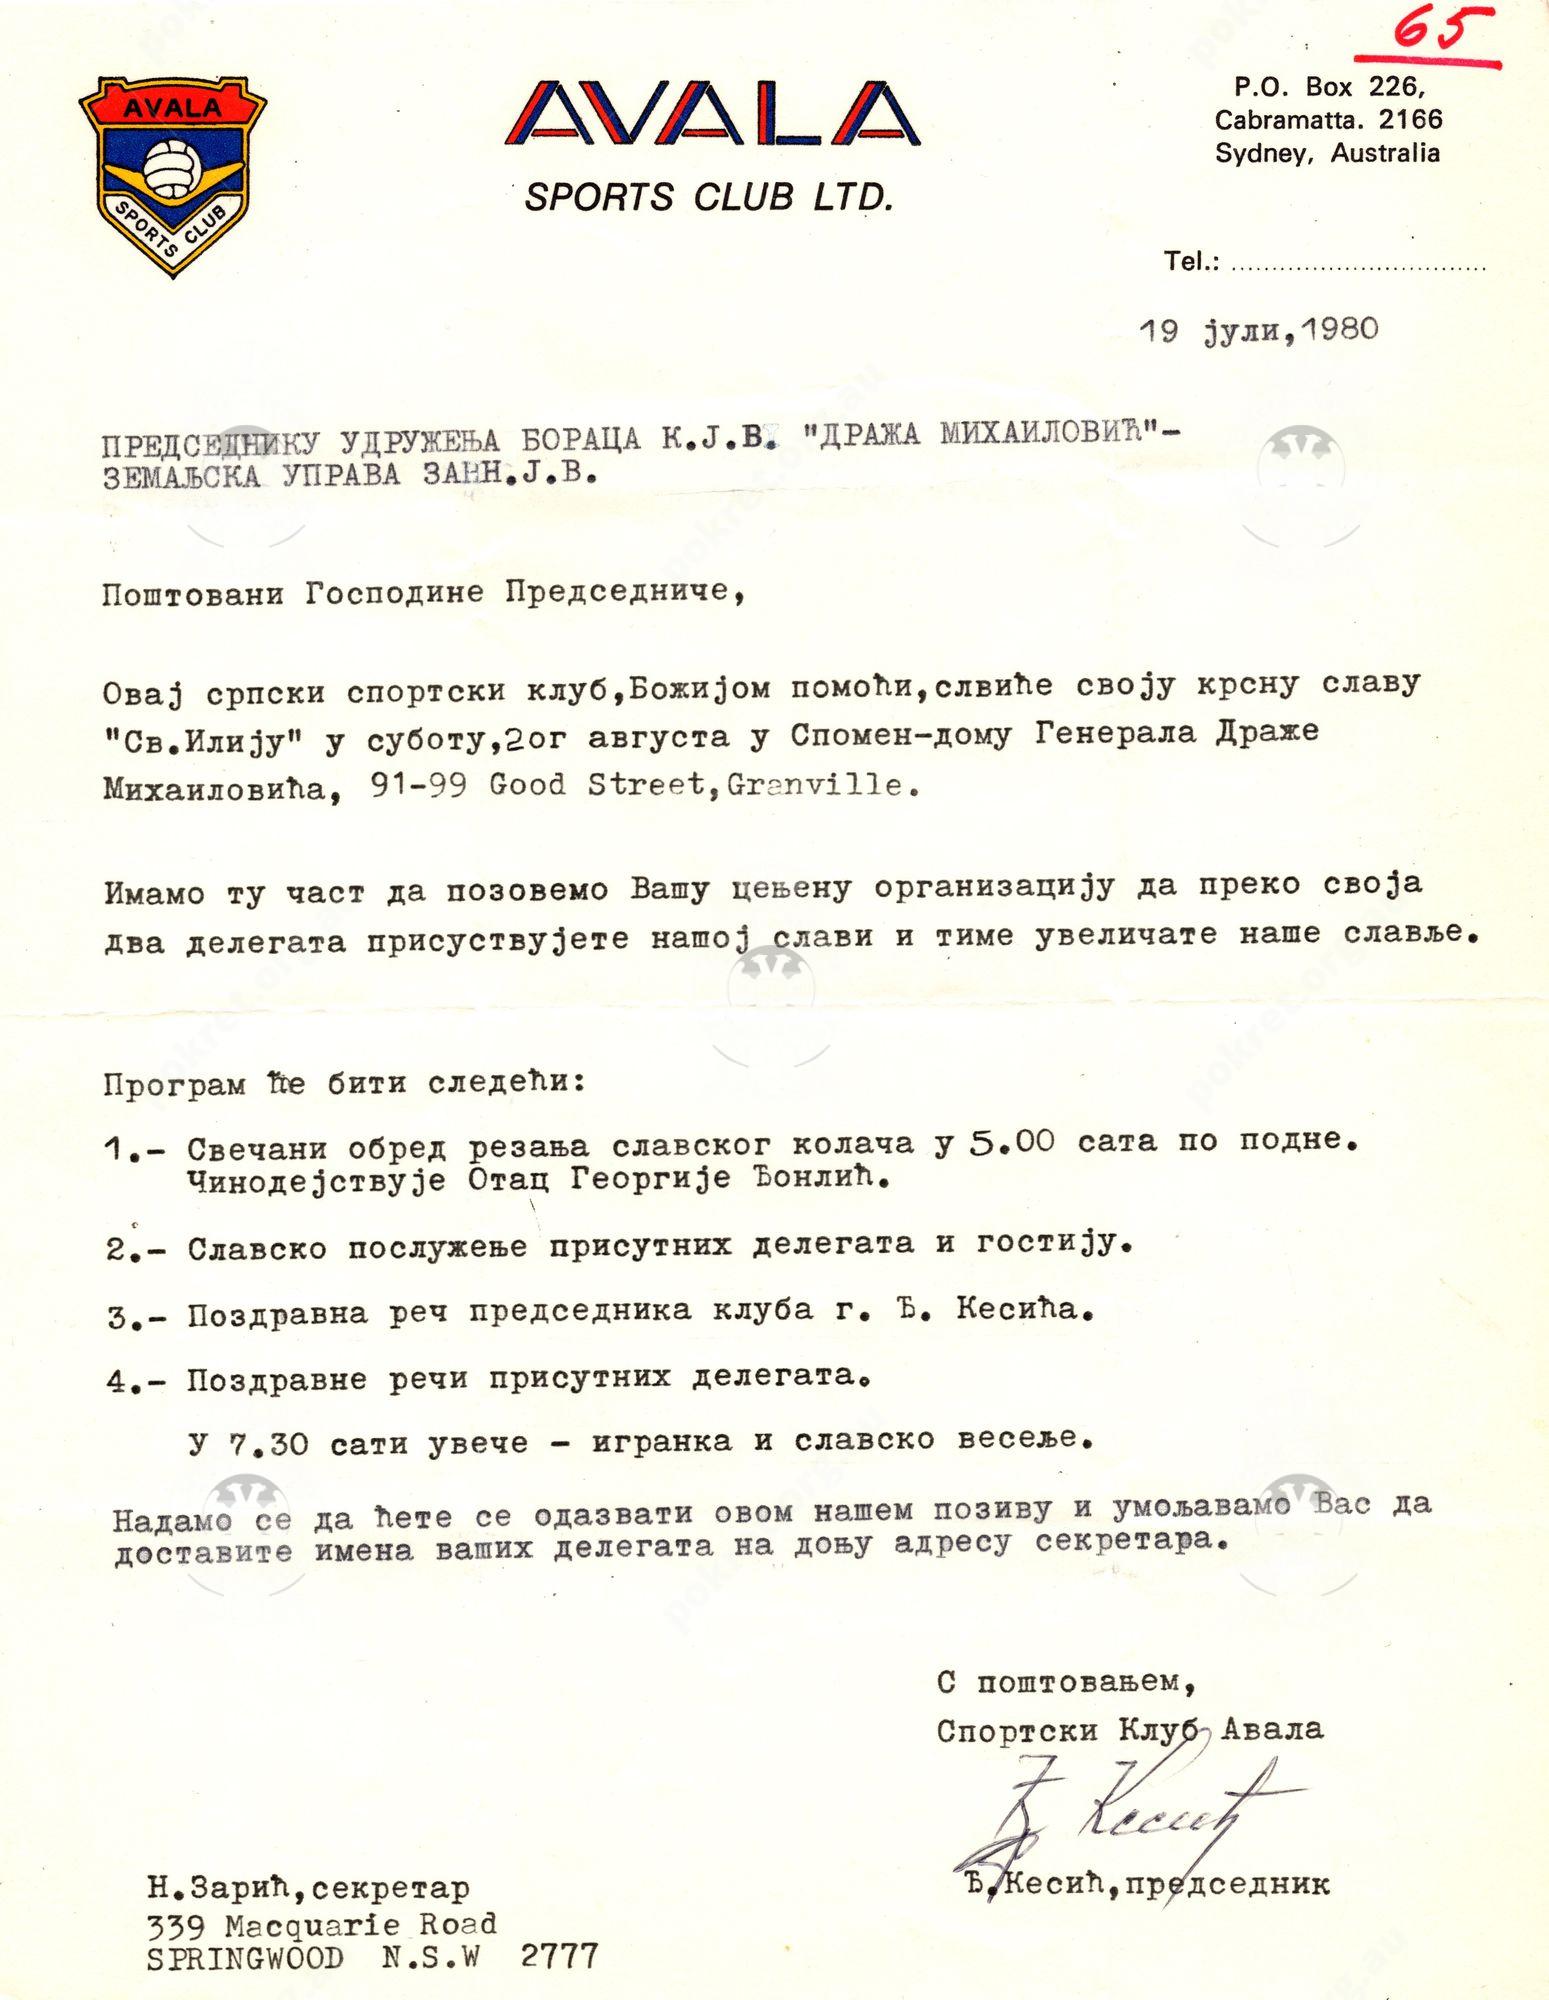 65
AVALA
SPORTS CLUB
AVALA
SPORTS CLUB LTD.
P.O. Box 226,
Cabramatta. 2166
Sydney, Australia
Tel.: ................................
19 јули,1980
ПРЕДСЕДНИКУ УДРУЖЕЊА БОРАЦА К.Ј.В. "ДРАЖА МИХАИЛОВИЋ"-
ЗЕМАЉСКА УПРАВА ЗАНН.Ј.В.
Поштовани Господине Председниче,
Овај српски спортски клуб,Божијом помоћи,слвиће своју крсну славу
"Св.Илију" у суботу,2ог августа у Спомен-дому Генерала Драже
Михаиловића, 91-99 Good Street,Granville.
Имамо ту част да позовемо Вашу цењену организацију да преко своја
два делегата присуствујете нашој слави и тиме увеличате наше славље.
Програм ће бити следећи:
1.- Свечани обред резања славског колача у 5.00 сата по подне.
Чинодејствује Отац Георгије Ђонлић.
2.- Славско послужење присутних делегата и гостију.
3.- Поздравна реч председника клуба г. Ђ. Кесића.
4.- Поздравне речи присутних делегата.
У 7.30 сати увече - игранка и славско весеље.
Надамо се да ћете се одазвати овом нашем позиву и умољавамо Вас да
доставите имена ваших делегата на доњу адресу секретара.
С поштовањем,
Спортски Клуб Авала
Ђ Кесић
Ђ.Кесић,председник
Н.Зарић,секретар
339 Macquarie Road
SPRINGWOOD N.S.W 2777
pokret.org.au